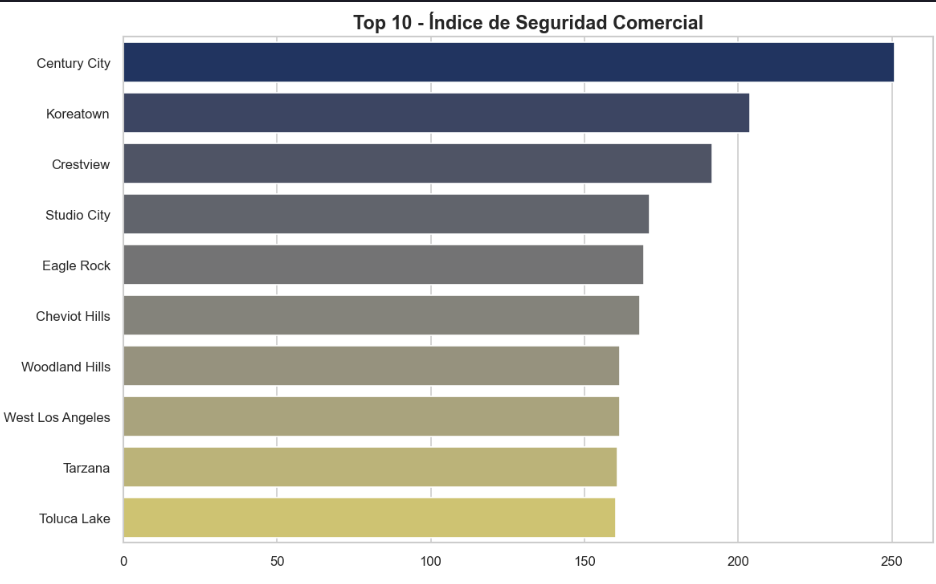 Top 10 - Índice de Seguridad Comercial
Century City
Koreatown
Crestview
Studio City
Eagle Rock
Cheviot Hills
Woodland Hills
West Los Angeles
Tarzana
Toluca Lake
0 50 100 150 200 250